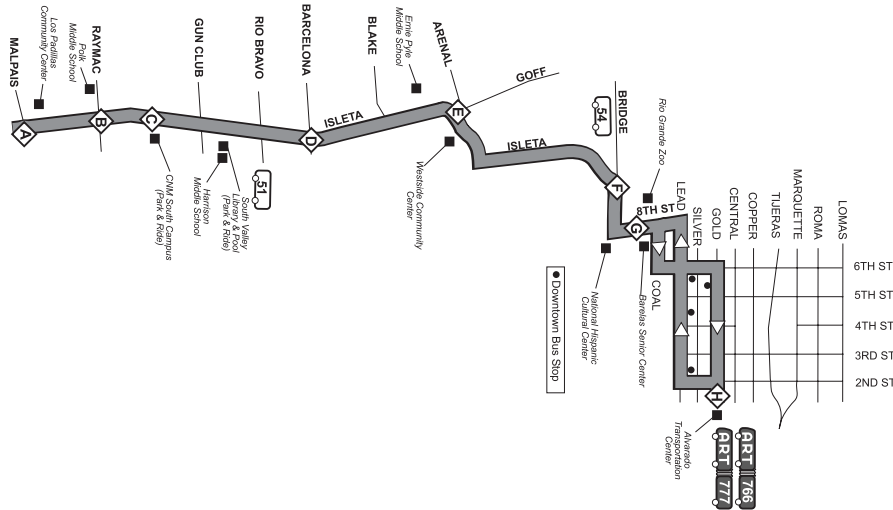 MALPAIS
Los Padillas
Community Center
Polk
Middle School
RAYMAC
GUN CLUB
RIO BRAVO
BARCELONA
BLAKE
Ernie Pyle
Middle School
ARENAL
GOFF
ISLETA
ISLETA
A
B
C
D
E
F
G
H
51
54
BRIDGE
Rio Grande Zoo
CNM South Campus
(Park & Ride)
Harrison
Middle School
South Valley
Library & Pool
(Park & Ride)
Westside Community
Center
8TH ST
LEAD
SILVER
GOLD
CENTRAL
COPPER
TIJERAS
MARQUETTE
ROMA
LOMAS
6TH ST
5TH ST
4TH ST
3RD ST
2ND ST
COAL
Barelas Senior Center
National Hispanic
Cultural Center
Downtown Bus Stop
Alvarado
Transportation
Center
ART 777
ART 766